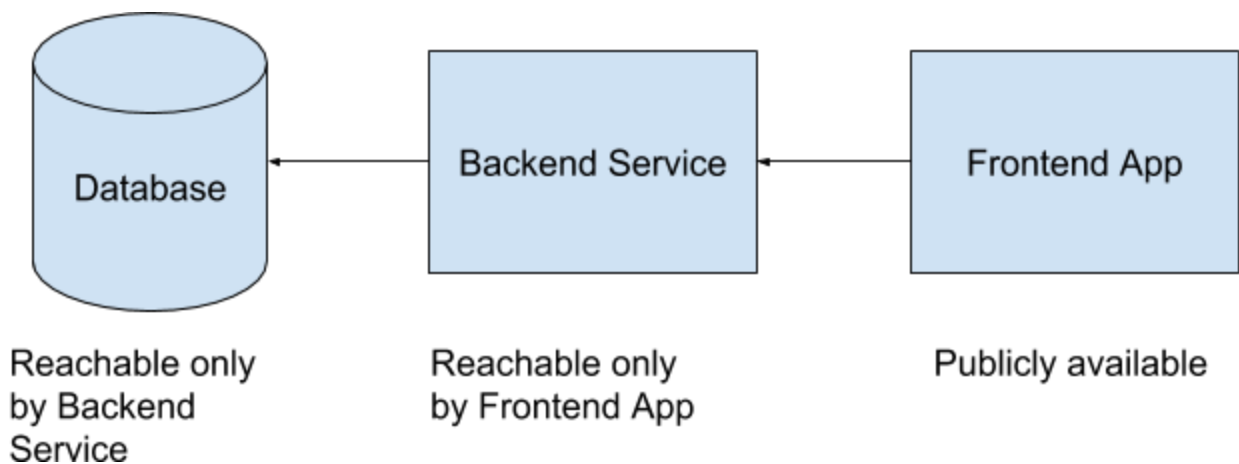 Database
Backend Service
Frontend App
Reachable only
by Backend
Service
Reachable only
by Frontend App
Publicly available